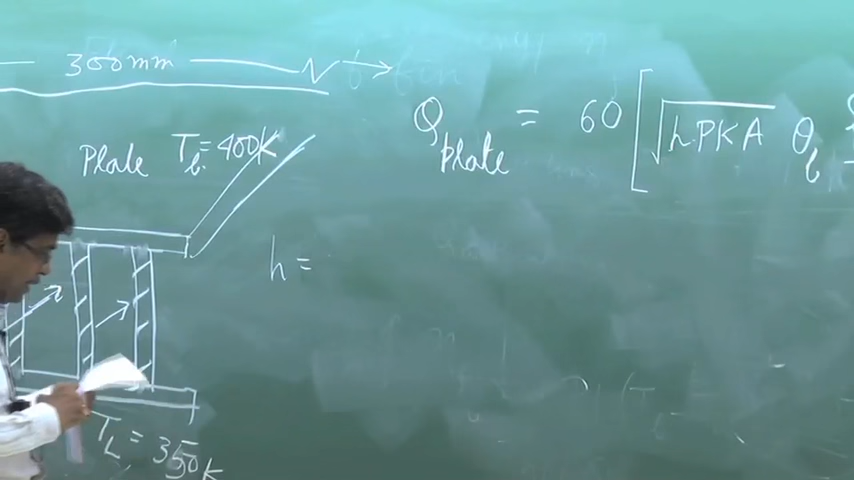 300mm
Plate T_b = 400K
Q_plate = 60 [ √hPKA θ_b
h =
T_L = 350K